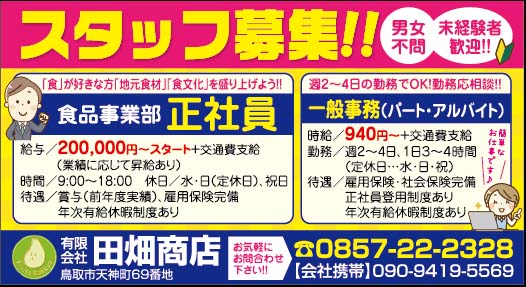 スタッフ募集!!
男女
不問
未経験者
歓迎!!
「食」が好きな方「地元食材」「食文化」を盛り上げよう!!
食品事業部 正社員
給与／200,000円～スタート+交通費支給
（業績に応じて昇給あり）
時間／9:00～18:00　休日／水・日（定休日）、祝日
待遇／賞与（前年度実績）、雇用保険完備
年次有給休暇制度あり
週2～4日の勤務でOK!勤務応相談!!
一般事務（パート・アルバイト）
時給／940円～+交通費支給
勤務／週2～4日、1日3～4時間
（定休日…水・日・祝）
待遇／雇用保険・社会保険完備
正社員登用制度あり
年次有給休暇制度あり
簡単な
お仕事です♪
有限
会社 田畑商店
鳥取市天神町69番地
お気軽に
お問合わせ
下さい!!
☎0857-22-2328
【会社携帯】090-9419-5569